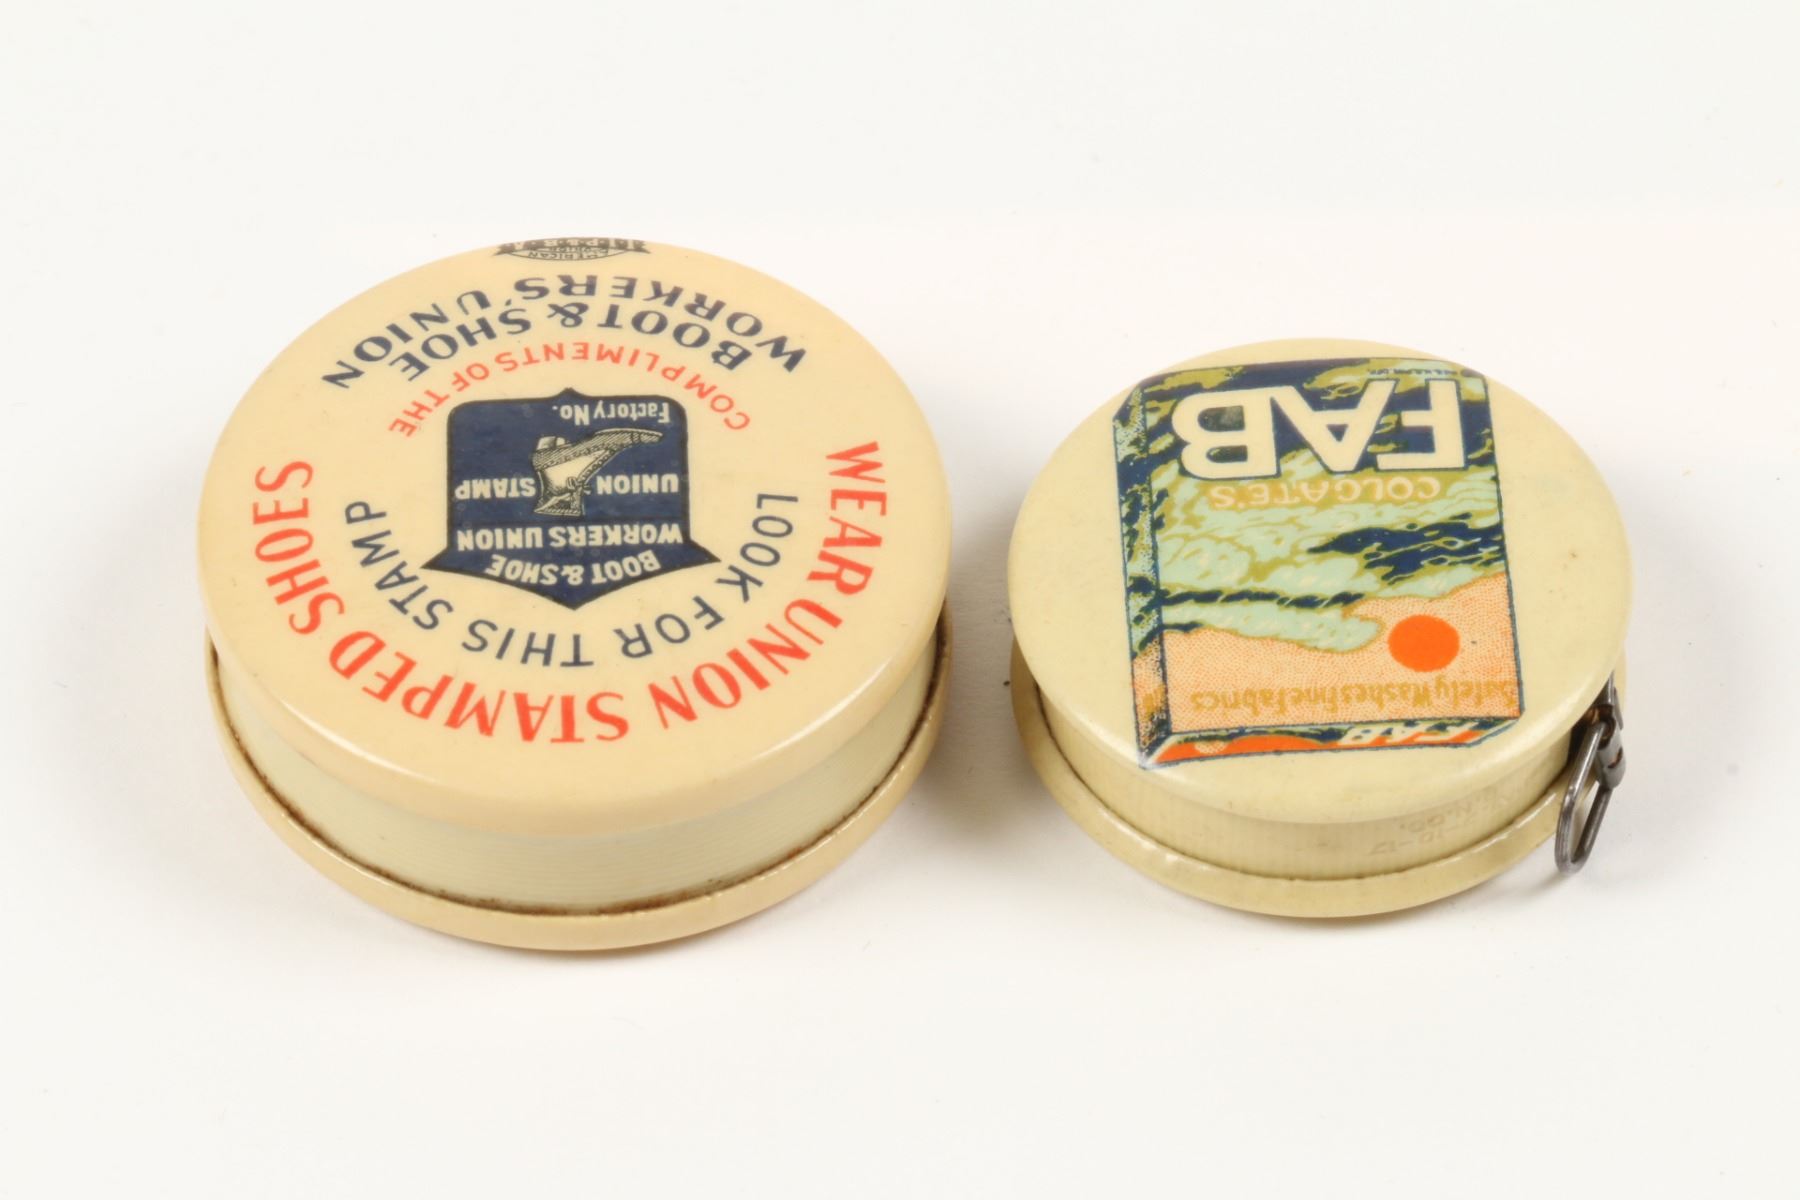 WEAR UNION STAMPED SHOES
LOOK FOR THIS STAMP
BOOT & SHOE
WORKERS UNION
UNION STAMP
Factory No.
COMPLIMENTS OF THE
BOOT & SHOE
WORKERS' UNION
FAB
Safely Washes Fine Fabrics
COLGATE'S
FAB